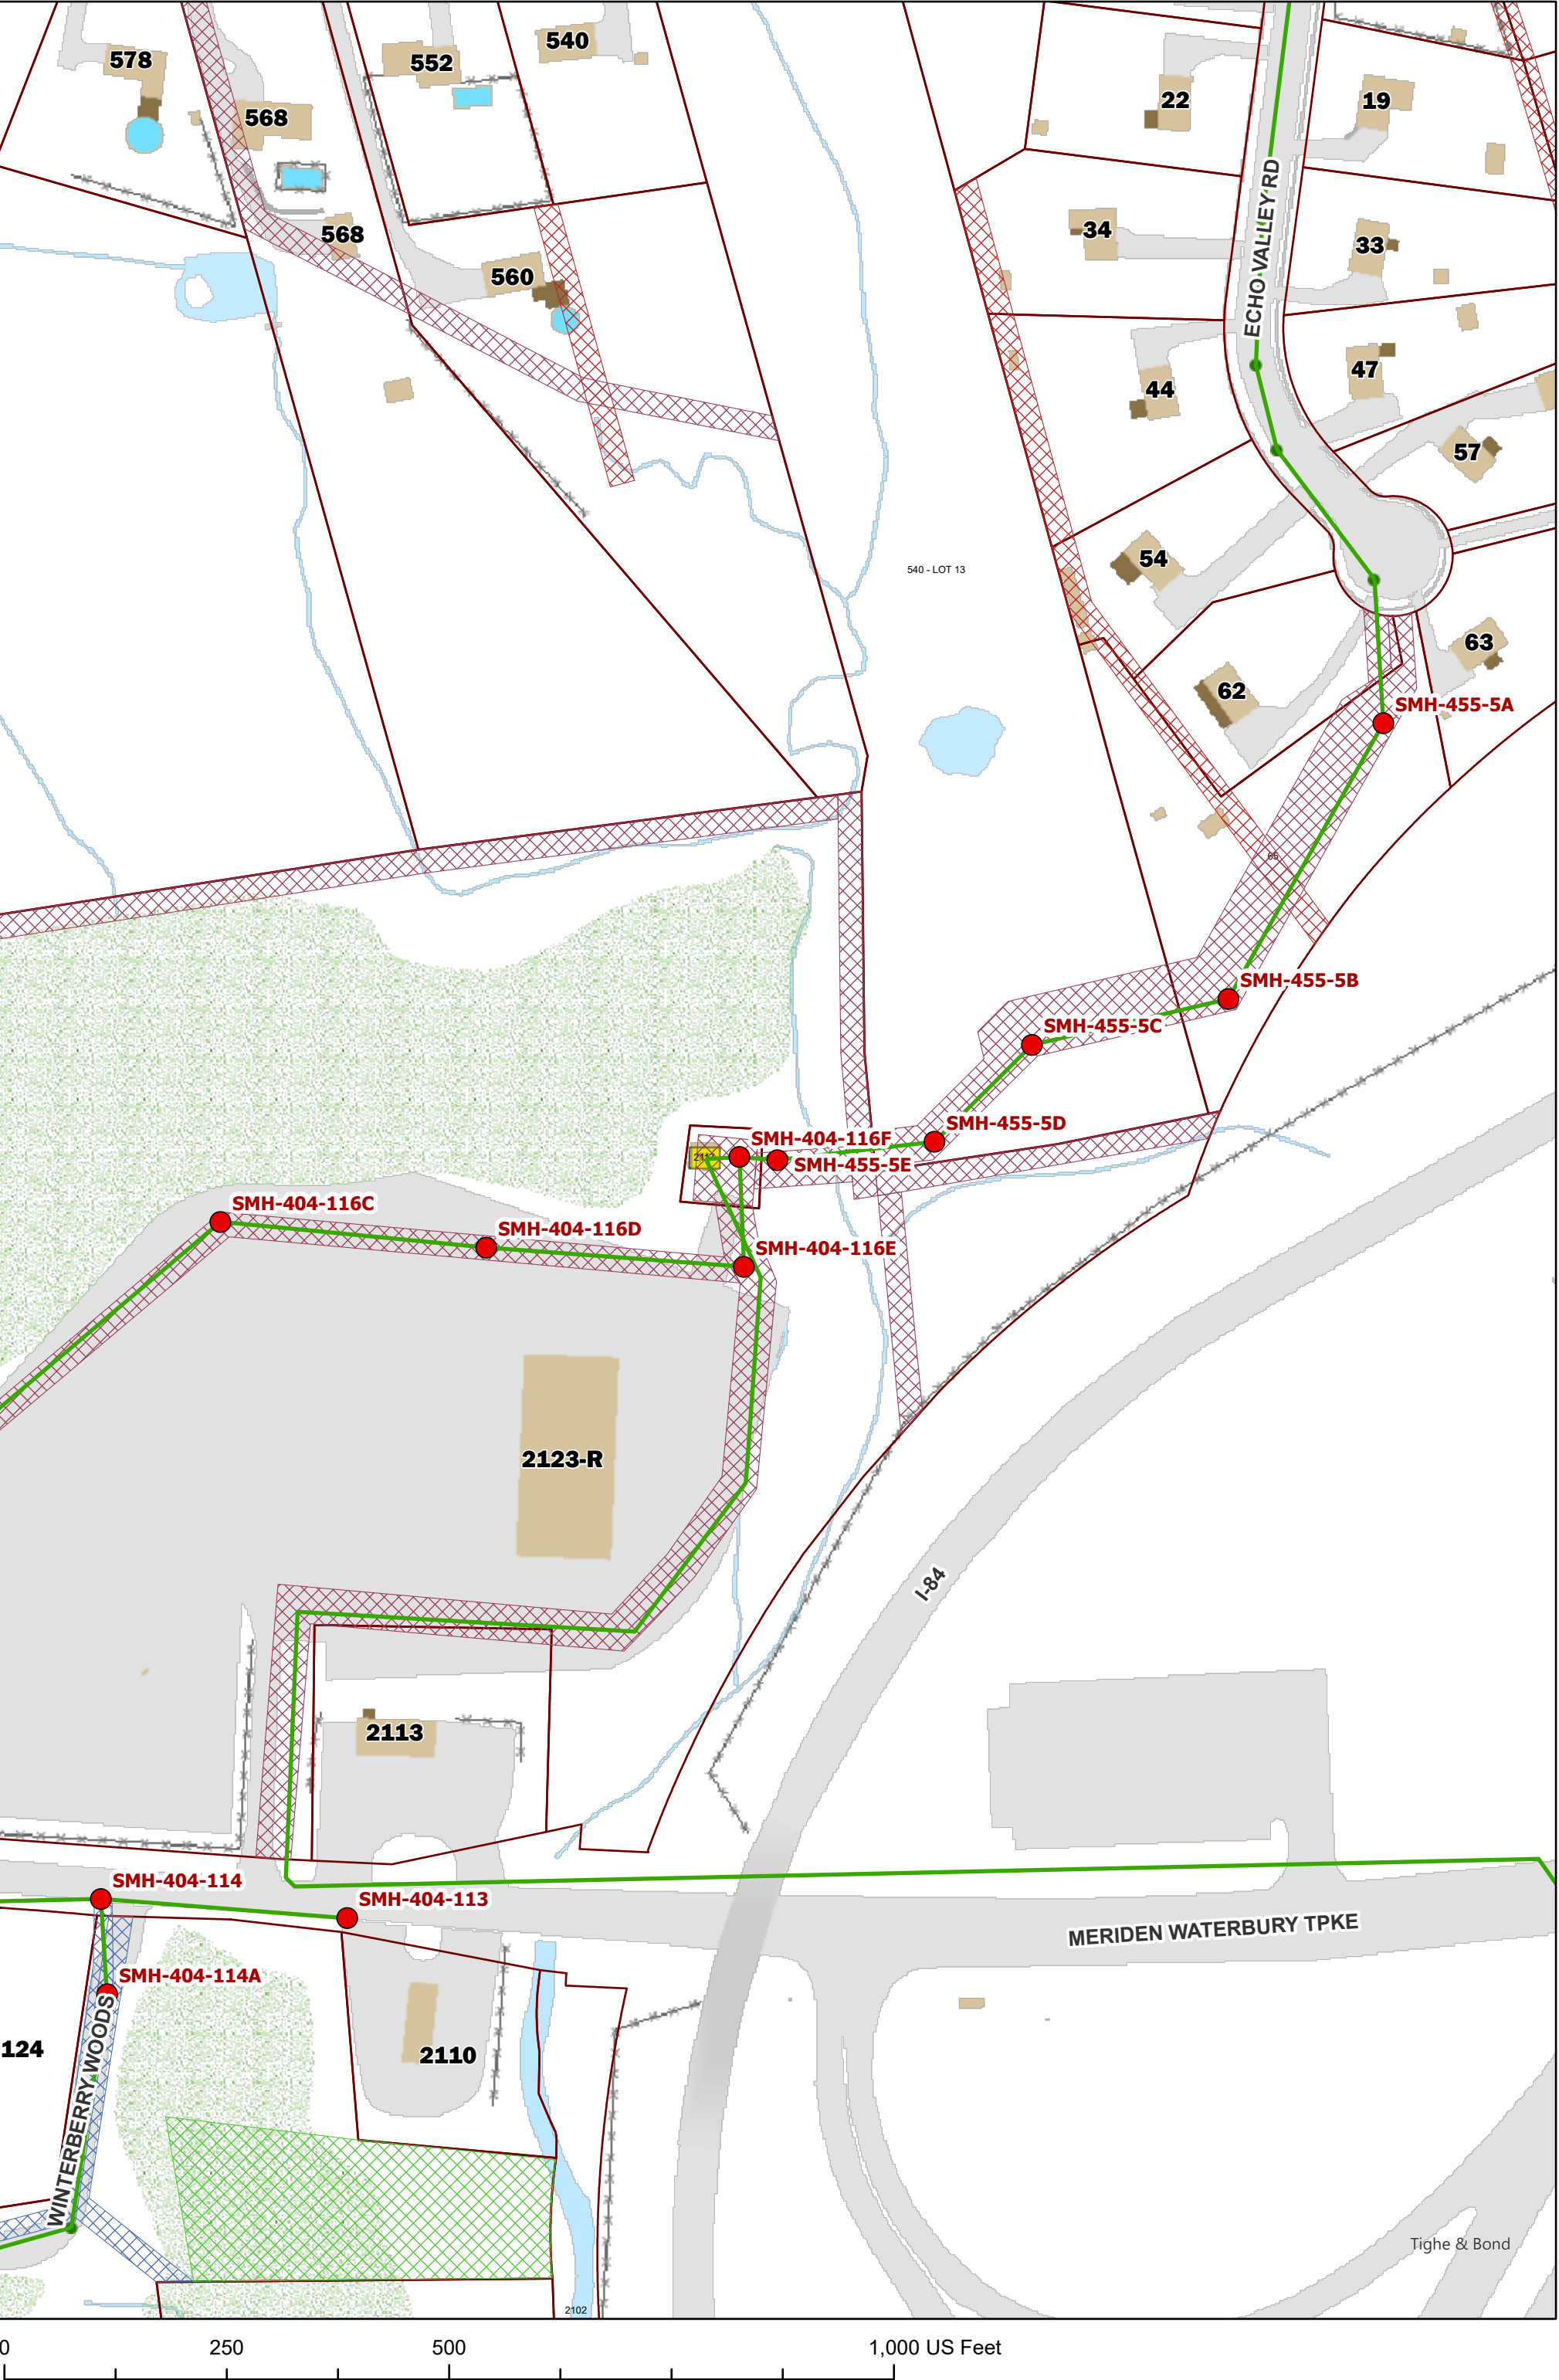 540
578
552
22
19
568
568
34
33
560
ECHO VALLEY RD
47
44
57
54
540 - LOT 13
63
62
SMH-455-5A
65
SMH-455-5B
SMH-455-5C
SMH-455-5D
SMH-404-116F
SMH-455-5E
SMH-404-116C
SMH-404-116D
SMH-404-116E
2123-R
I-84
2113
SMH-404-114
SMH-404-113
MERIDEN WATERBURY TPKE
SMH-404-114A
124
WINTERBERRY WOODS
2110
Tighe & Bond
2102
0 250 500 1,000 US Feet